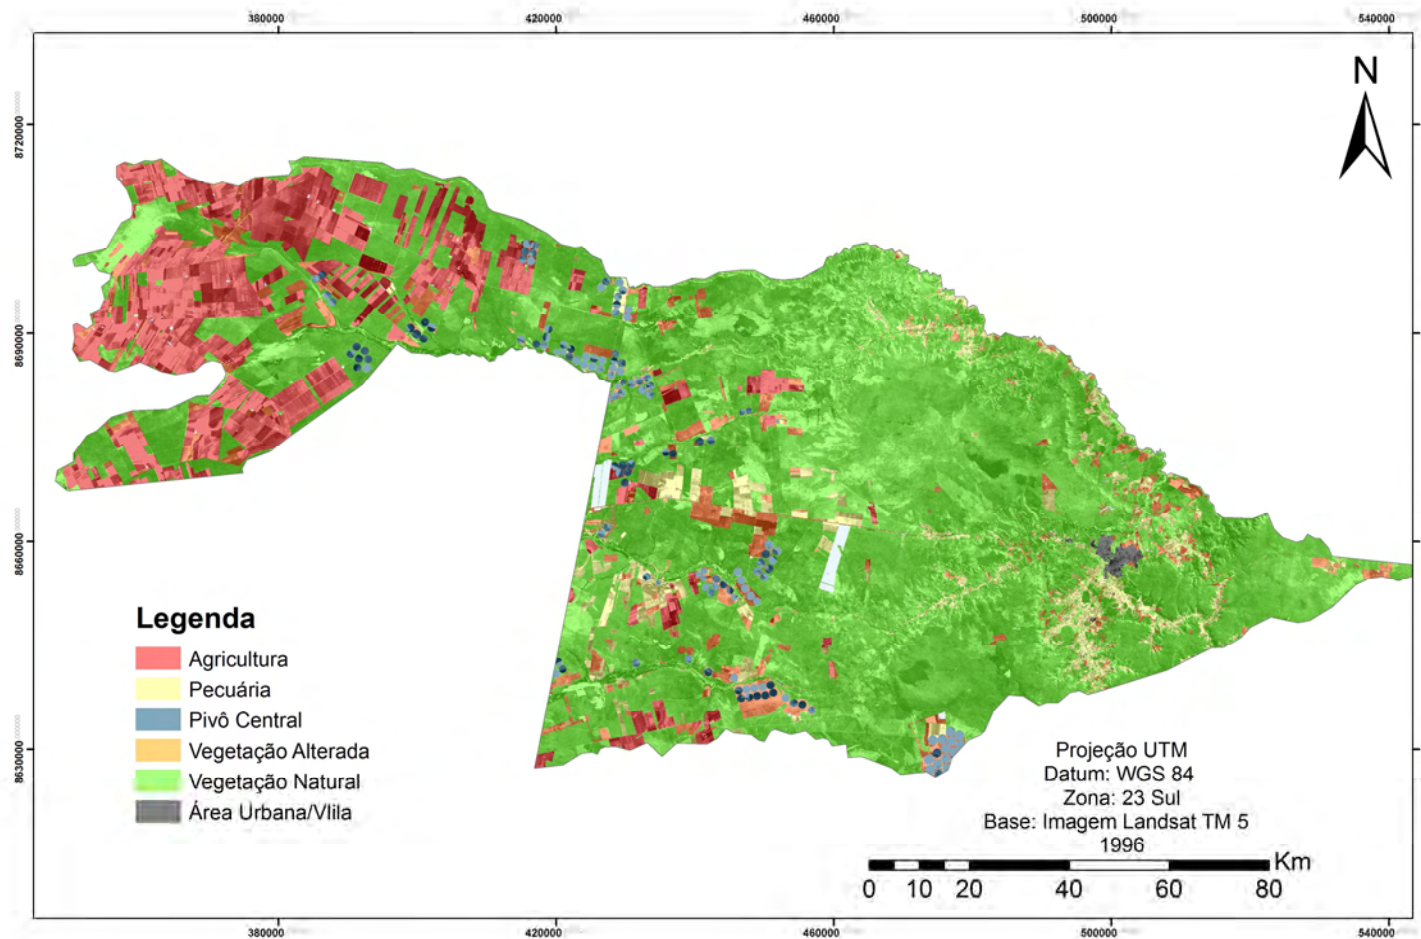 380000 420000 460000 500000 540000
N
8720000
8690000
8660000
8630000
Legenda
Agricultura
Pecuária
Pivô Central
Vegetação Alterada
Vegetação Natural
Área Urbana/Vlila
Projeção UTM
Datum: WGS 84
Zona: 23 Sul
Base: Imagem Landsat TM 5
1996
Km
0 10 20 40 60 80
380000 420000 460000 500000 540000